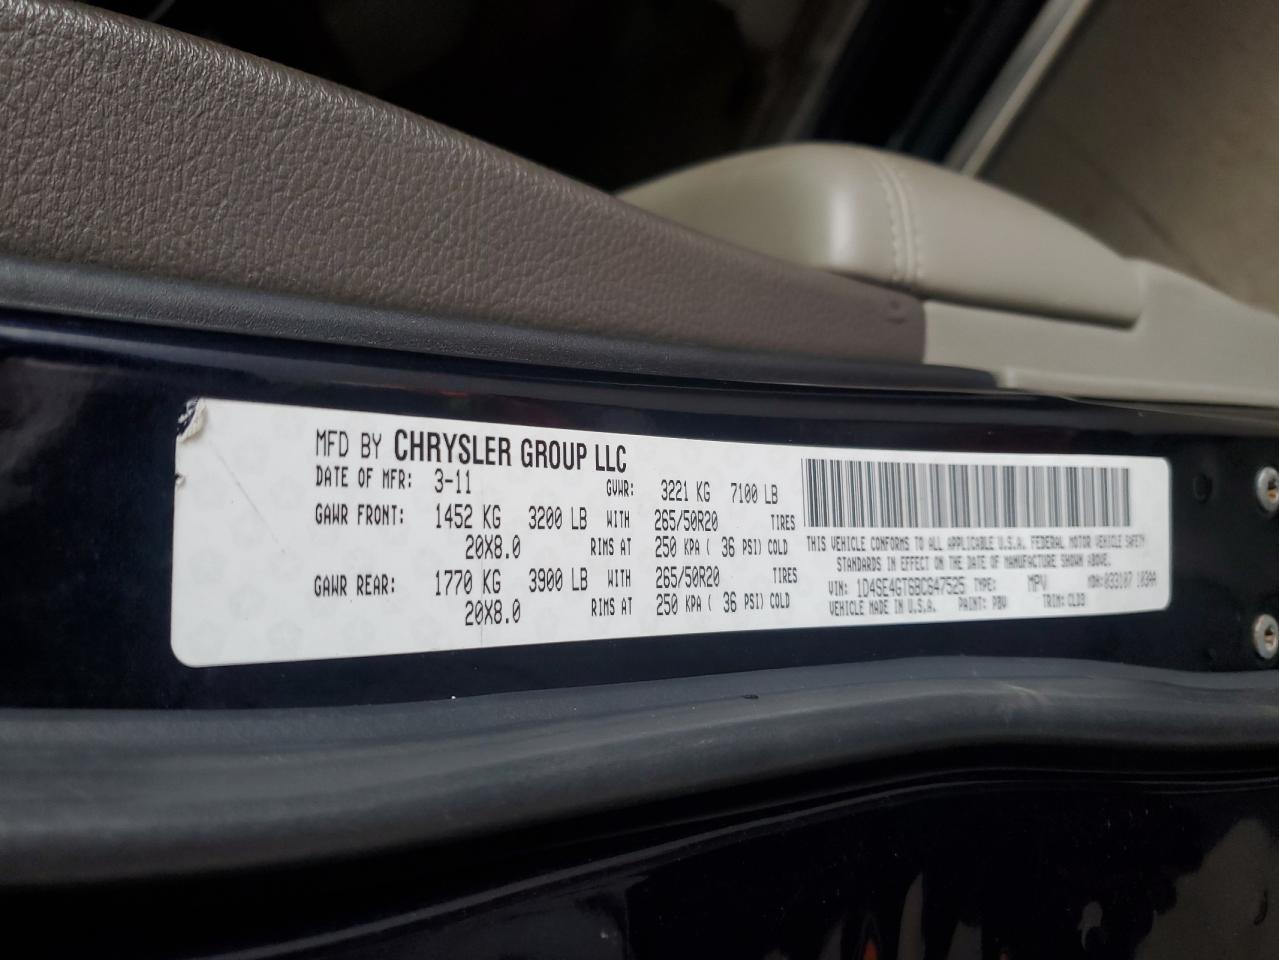 MFD BY CHRYSLER GROUP LLC
DATE OF MFR: 3-11 GVWR: 3221 KG 7100 LB
GAWR FRONT: 1452 KG 3200 LB WITH 265/50R20 TIRES
20X8.0 RIMS AT 250 KPA ( 36 PSI) COLD
GAWR REAR: 1770 KG 3900 LB WITH 265/50R20 TIRES
20X8.0 RIMS AT 250 KPA ( 36 PSI) COLD
THIS VEHICLE CONFORMS TO ALL APPLICABLE U.S.A. FEDERAL MOTOR VEHICLE SAFETY
STANDARDS IN EFFECT ON THE DATE OF MANUFACTURE SHOWN ABOVE.
VIN: 1D4SE4GT6BC647525 TYPE: MPV MDH: 033107 103AA
VEHICLE MADE IN U.S.A. PAINT: PBV TRIM: CLD3